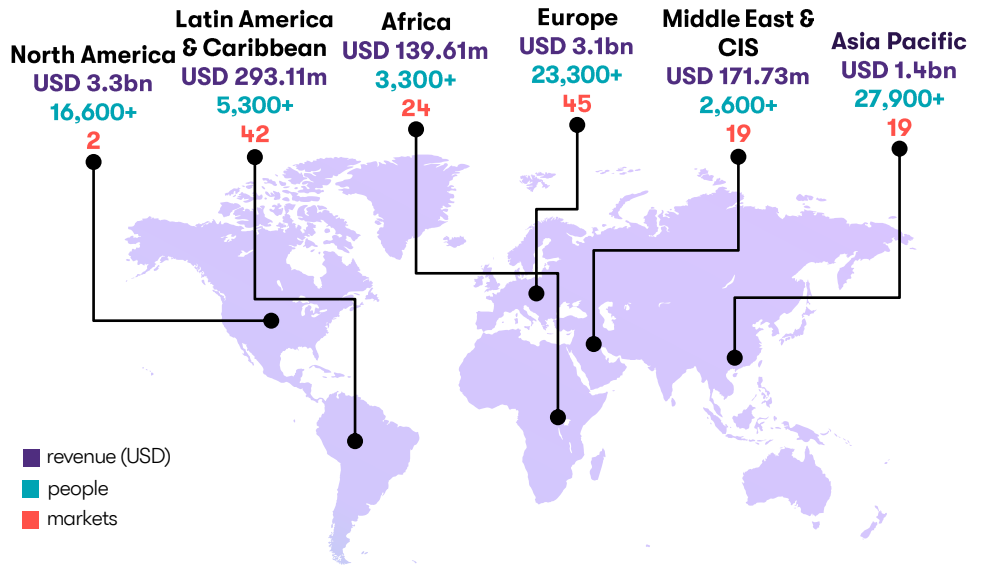 North America
USD 3.3bn
16,600+
2
Latin America
& Caribbean
USD 293.11m
5,300+
42
Africa
USD 139.61m
3,300+
24
Europe
USD 3.1bn
23,300+
45
Middle East &
CIS
USD 171.73m
2,600+
19
Asia Pacific
USD 1.4bn
27,900+
19
revenue (USD)
people
markets